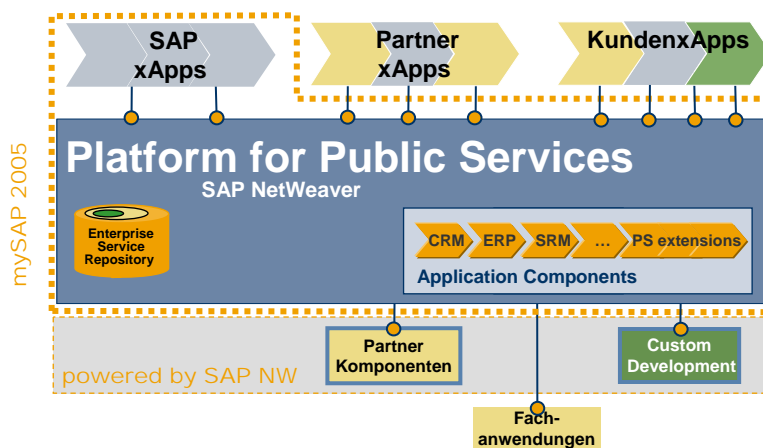 SAP
xApps
Partner
xApps
KundenxApps
mySAP 2005
Platform for Public Services
SAP NetWeaver
Enterprise
Service
Repository
CRM ERP SRM … PS extensions
Application Components
Partner
Komponenten
Custom
Development
powered by SAP NW
Fach-
anwendungen